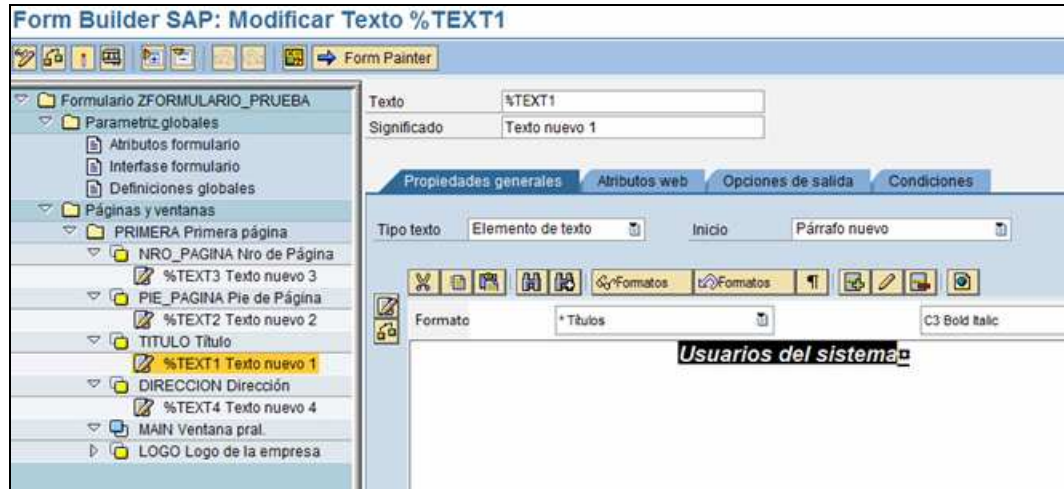 Form Builder SAP: Modificar Texto %TEXT1
Form Painter
Formulario ZFORMULARIO_PRUEBA
Parametriz.globales
Atributos formulario
Interfase formulario
Definiciones globales
Páginas y ventanas
PRIMERA Primera página
NRO_PAGINA Nro de Página
%TEXT3 Texto nuevo 3
PIE_PAGINA Pie de Página
%TEXT2 Texto nuevo 2
TITULO Título
%TEXT1 Texto nuevo 1
DIRECCION Dirección
%TEXT4 Texto nuevo 4
MAIN Ventana pral.
LOGO Logo de la empresa
Texto %TEXT1
Significado Texto nuevo 1
Propiedades generales Atributos web Opciones de salida Condiciones
Tipo texto Elemento de texto Inicio Párrafo nuevo
Formatos Formatos
Formato * Títulos C3 Bold Italic
Usuarios del sistema